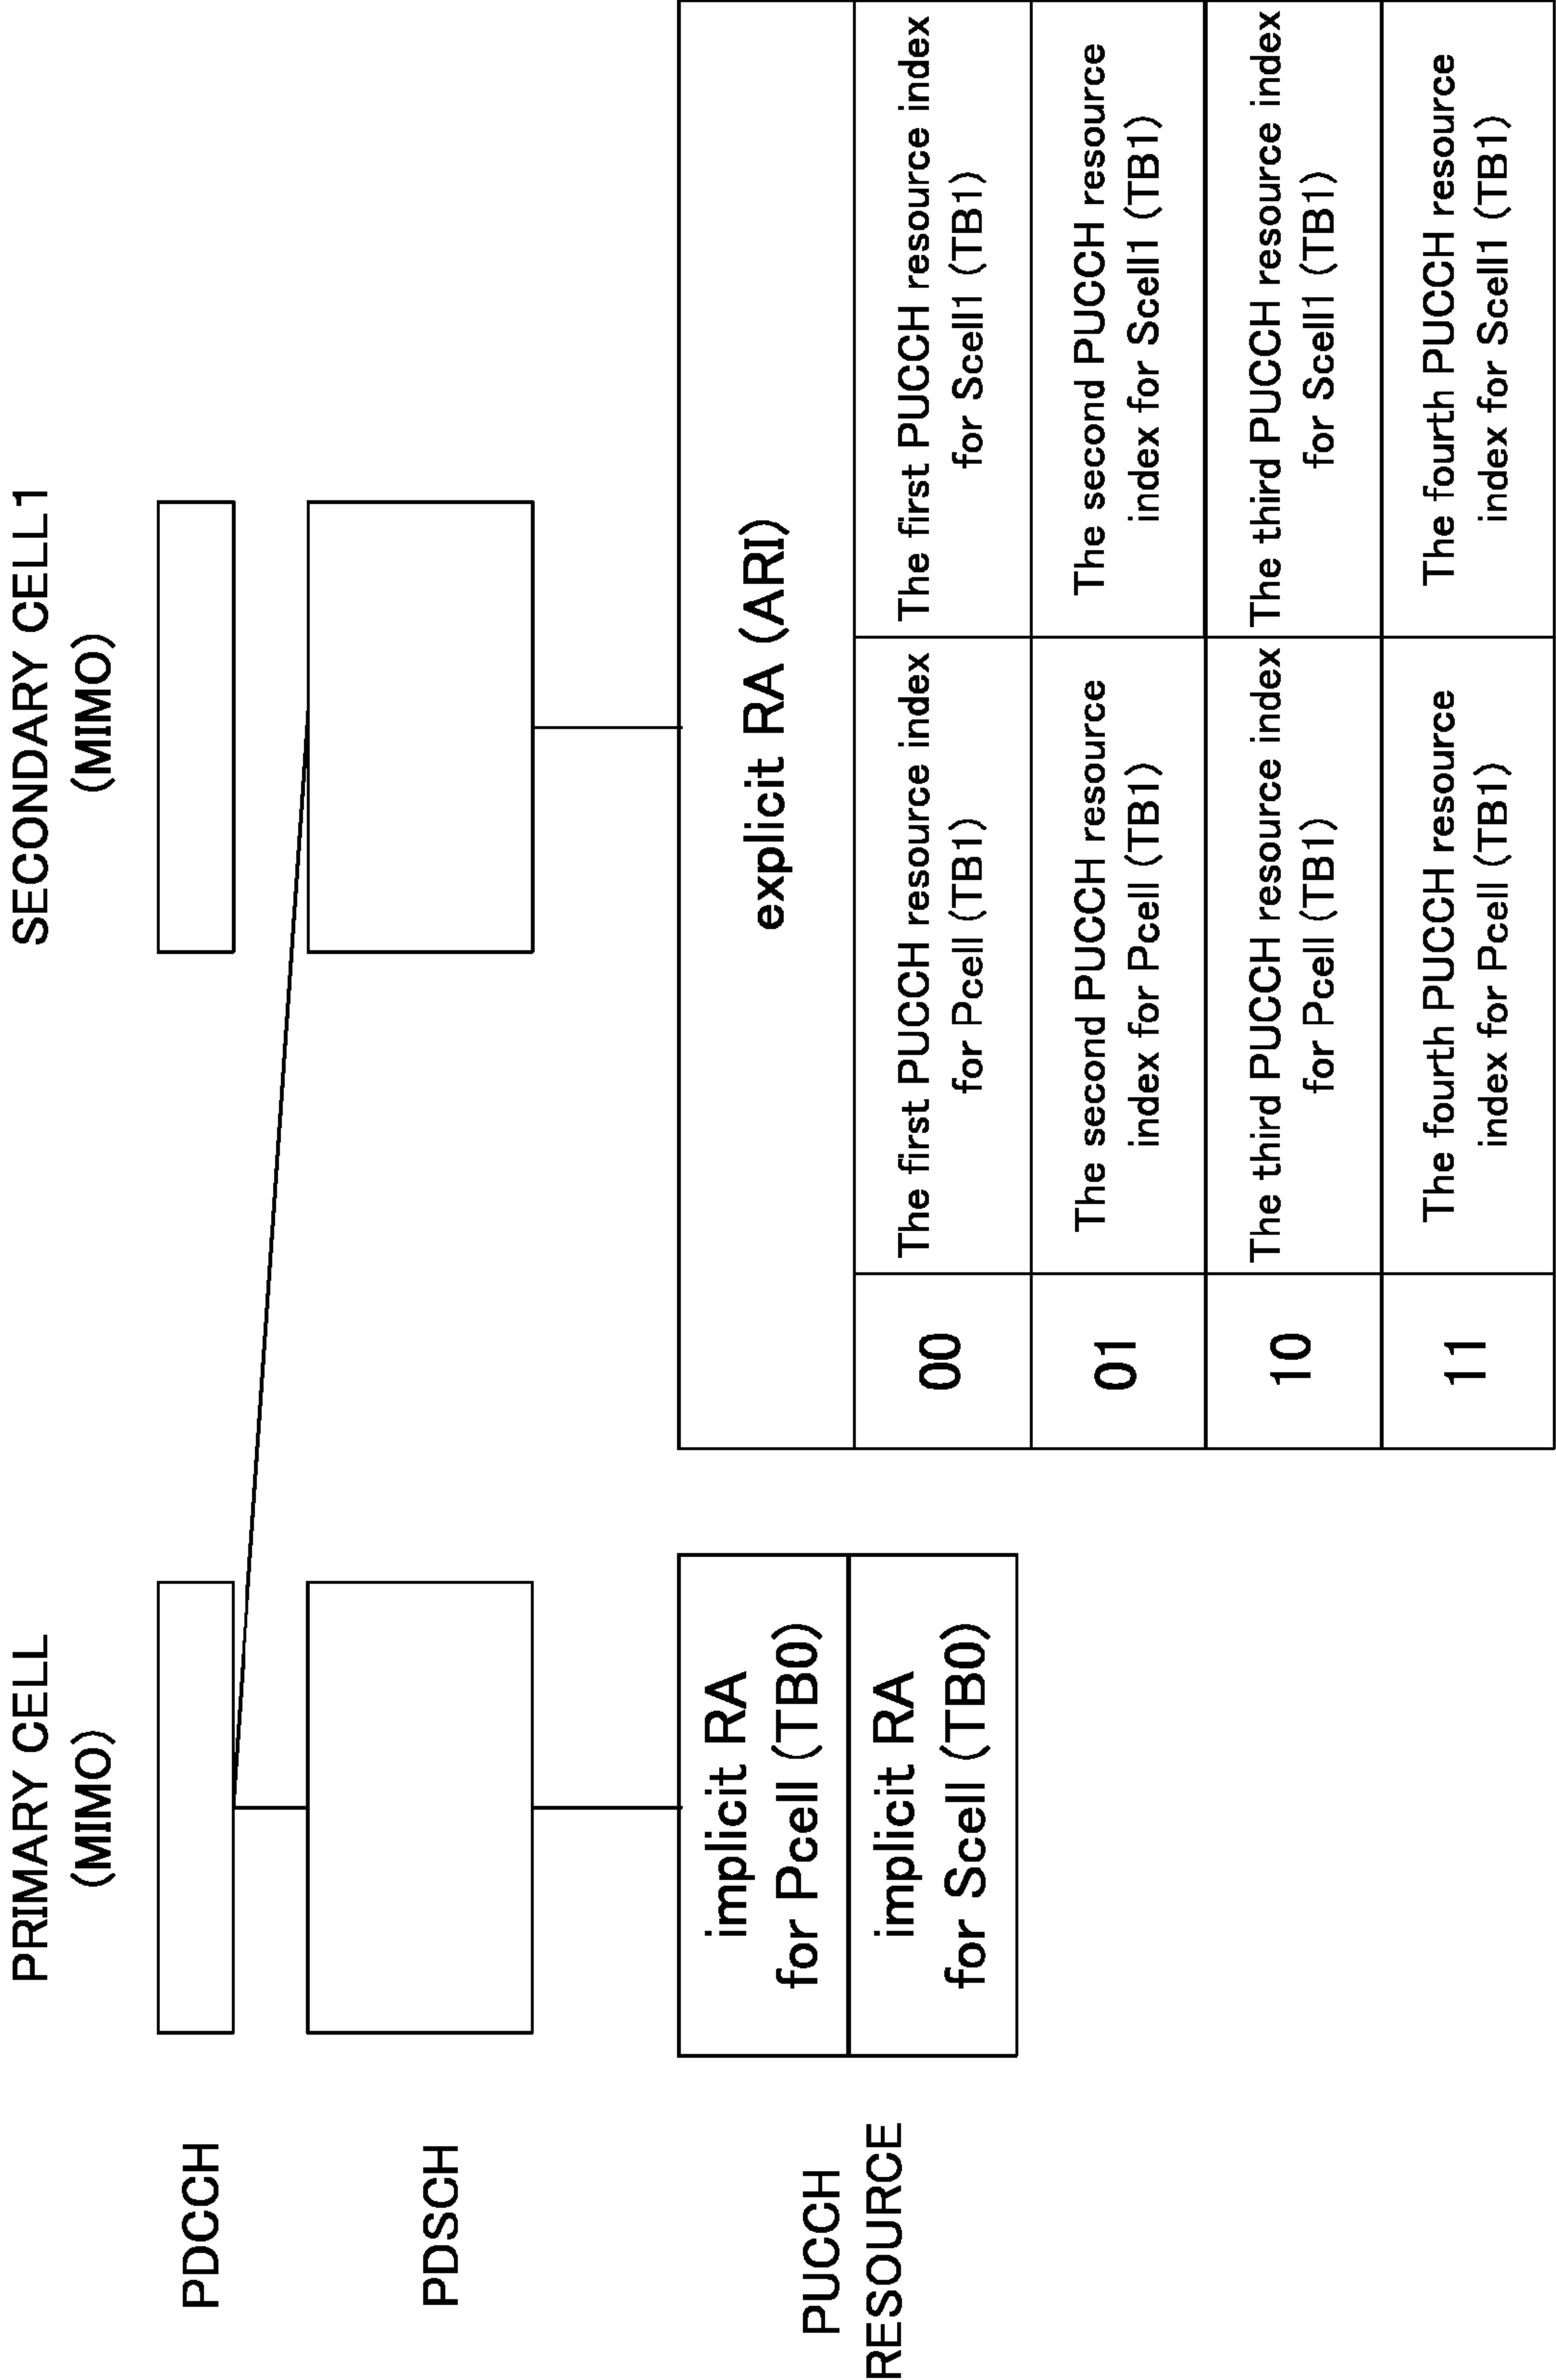 PRIMARY CELL
(MIMO)
SECONDARY CELL1
(MIMO)
PDCCH
PDSCH
PUCCH
RESOURCE
implicit RA
for Pcell (TB0)
implicit RA
for Scell (TB0)
explicit RA (ARI)
00
The first PUCCH resource index
for Pcell (TB1)
The first PUCCH resource index
for Scell1 (TB1)
01
The second PUCCH resource
index for Pcell (TB1)
The second PUCCH resource
index for Scell1 (TB1)
10
The third PUCCH resource index
for Pcell (TB1)
The third PUCCH resource index
for Scell1 (TB1)
11
The fourth PUCCH resource
index for Pcell (TB1)
The fourth PUCCH resource
index for Scell1 (TB1)